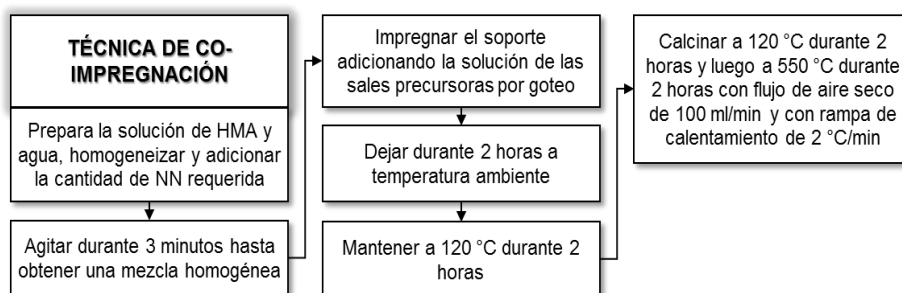 TÉCNICA DE CO-
IMPREGNACIÓN
Prepara la solución de HMA y
agua, homogeneizar y adicionar
la cantidad de NN requerida
Agitar durante 3 minutos hasta
obtener una mezcla homogénea
Impregnar el soporte
adicionando la solución de las
sales precursoras por goteo
Dejar durante 2 horas a
temperatura ambiente
Mantener a 120 °C durante 2
horas
Calcinar a 120 °C durante 2
horas y luego a 550 °C durante
2 horas con flujo de aire seco
de 100 ml/min y con rampa de
calentamiento de 2 °C/min